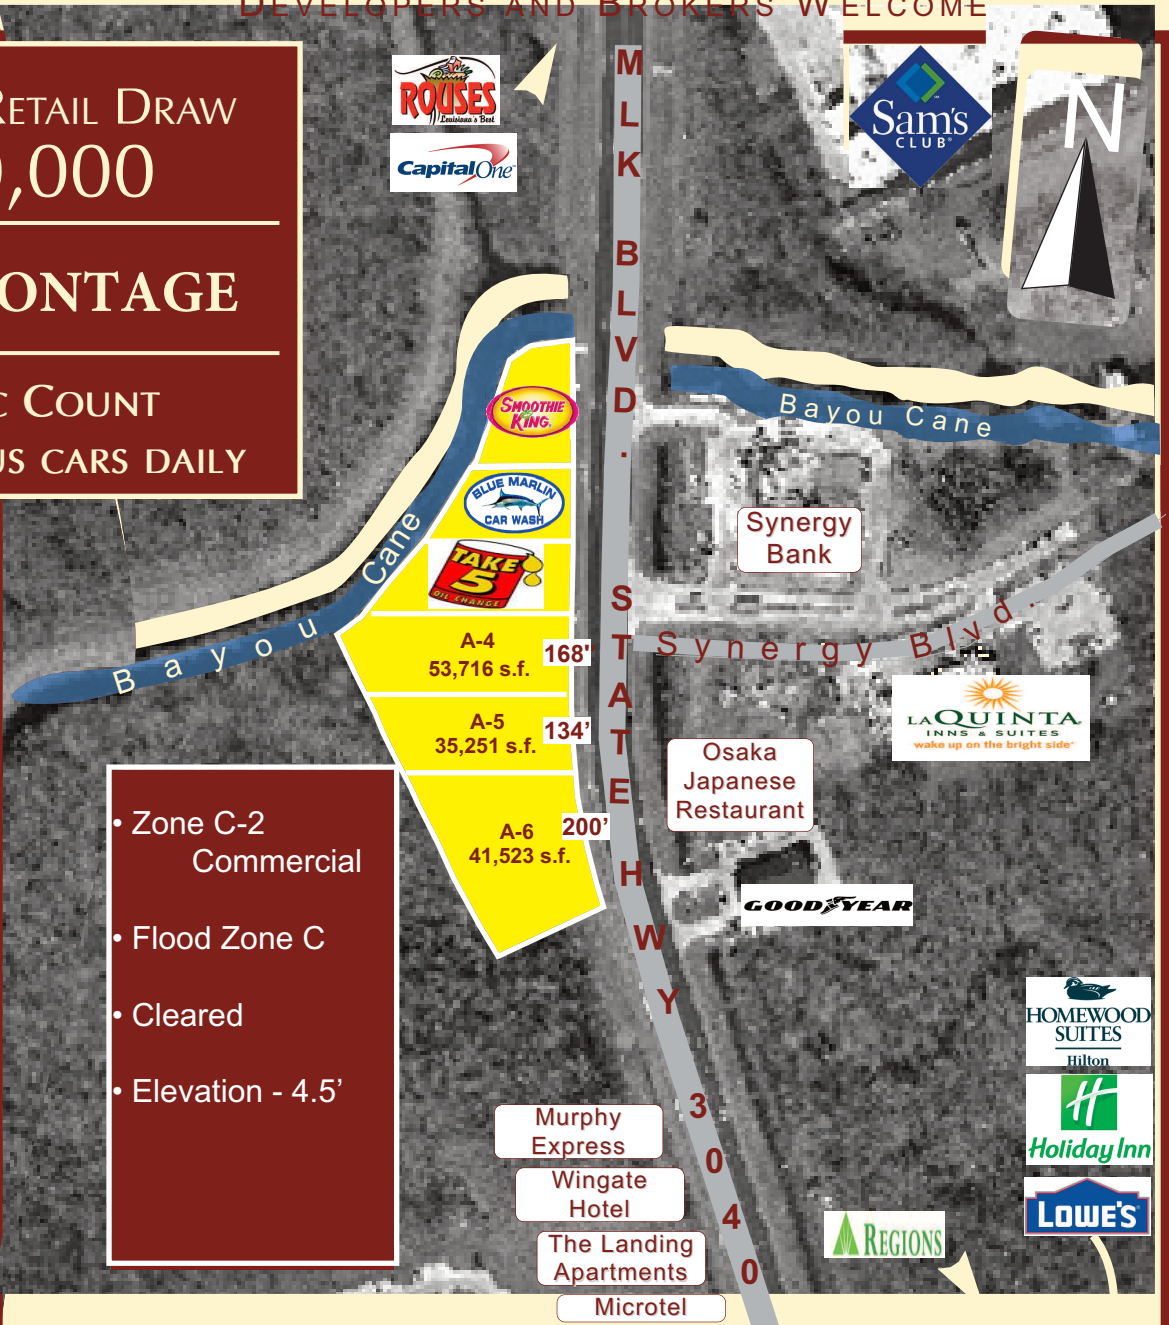 DEVELOPERS AND BROKERS WELCOME
RETAIL DRAW
,000
ONTAGE
COUNT
US CARS DAILY
ROUSES
Louisiana's Best
CapitalOne
Sam's
CLUB
N
MLK BLVD. STATE HWY 3040
Bayou Cane
Bayou Cane
SMOOTHIE
KING
BLUE MARLIN
CAR WASH
TAKE
5
OIL CHANGE
Synergy
Bank
Synergy Blvd.
A-4
53,716 s.f.
168'
A-5
35,251 s.f.
134’
A-6
41,523 s.f.
200’
LAQUINTA
INNS & SUITES
wake up on the bright side
Osaka
Japanese
Restaurant
GOODYEAR
• Zone C-2
Commercial
• Flood Zone C
• Cleared
• Elevation - 4.5’
HOMEWOOD
SUITES
Hilton
H
Holiday Inn
LOWE'S
REGIONS
Murphy
Express
Wingate
Hotel
The Landing
Apartments
Microtel